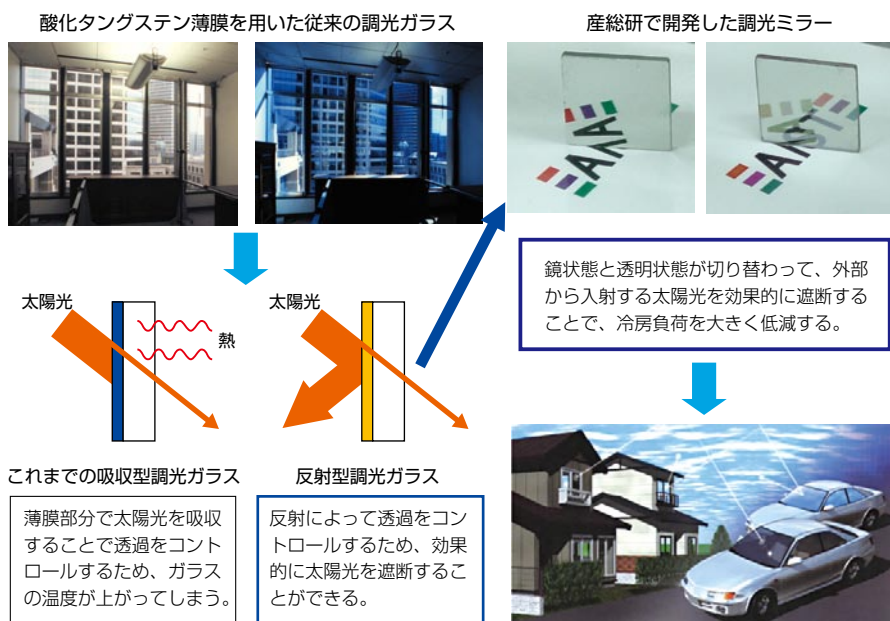 酸化タングステン薄膜を用いた従来の調光ガラス
産総研で開発した調光ミラー
太陽光
熱
太陽光
これまでの吸収型調光ガラス
薄膜部分で太陽光を吸収
することで透過をコント
ロールするため、ガラス
の温度が上がってしまう。
反射型調光ガラス
反射によって透過をコン
トロールするため、効果
的に太陽光を遮断するこ
とができる。
鏡状態と透明状態が切り替わって、外部
から入射する太陽光を効果的に遮断する
ことで、冷房負荷を大きく低減する。